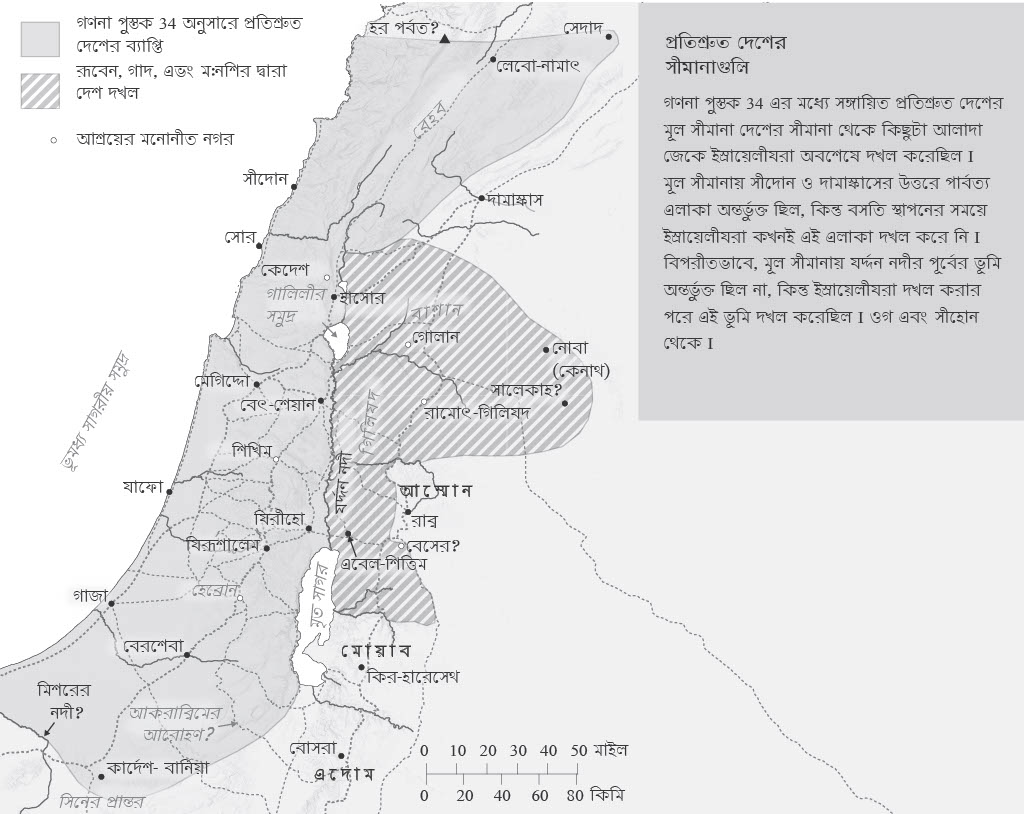 গণনা পুস্তক 34 অনুসারে প্রতিশ্রুত
দেশের ব্যাপ্তি
রূবেন, গাদ, এভং ম:নশির দ্বারা
দেশ দখল
আশ্রয়ের মনোনীত নগর
হর পর্বত?
সেদাদ
লেবো-নামাৎ
রহব
সীদোন
দামাস্কাস
সোর
কেদেশ
গালিলীর
সমুদ্র
হাসোর
বাশান
গোলান
নোবা
(কেনাথ)
সালেকাহ?
মেগিদ্দো
বেৎ-শেয়ান
রামোৎ-গিলিযদ
গিলিযদ
ভুমধ্য সাগরীয় সমুদ্র
শিখিম
যর্দ্দন নদী
যাফো
আম্মোন
রাব্ব
যিরীহো
যিরূশালেম
বেসের?
এবেল-শিত্তিম
হেব্রোন
গাজা
মৃত সাগর
বেরশেবা
মোয়াব
কির-হারেসেথ
মিশরের
নদী?
আকরাব্বিমের
আরোহণ?
বোসরা
এদোম
কার্দেশ- বার্নিয়া
সিনের প্রান্তর
0 10 20 30 40 50 মাইল
0 20 40 60 80 কিমি
প্রতিশ্রুত দেশের
সীমানাগুলি
গণনা পুস্তক 34 এর মধ্যে সঙ্গায়িত প্রতিশ্রুত দেশের
মূল সীমানা দেশের সীমানা থেকে কিছুটা আলাদা
জেকে ইস্রায়েলীযরা অবশেষে দখল করেছিল I
মূল সীমানায় সীদোন ও দামাস্কাসের উত্তরে পার্বত্য
এলাকা অন্তর্ভুক্ত ছিল, কিন্ত বসতি স্থাপনের সময়ে
ইস্রায়েলীযরা কখনই এই এলাকা দখল করে নি I
বিপরীতভাবে, মূল সীমানায় যর্দ্দন নদীর পূর্বের ভূমি
অন্তর্ভুক্ত ছিল না, কিন্ত ইস্রায়েলীযরা দখল করার
পরে এই ভূমি দখল করেছিল I ওগ এবং সীহোন
থেকে I